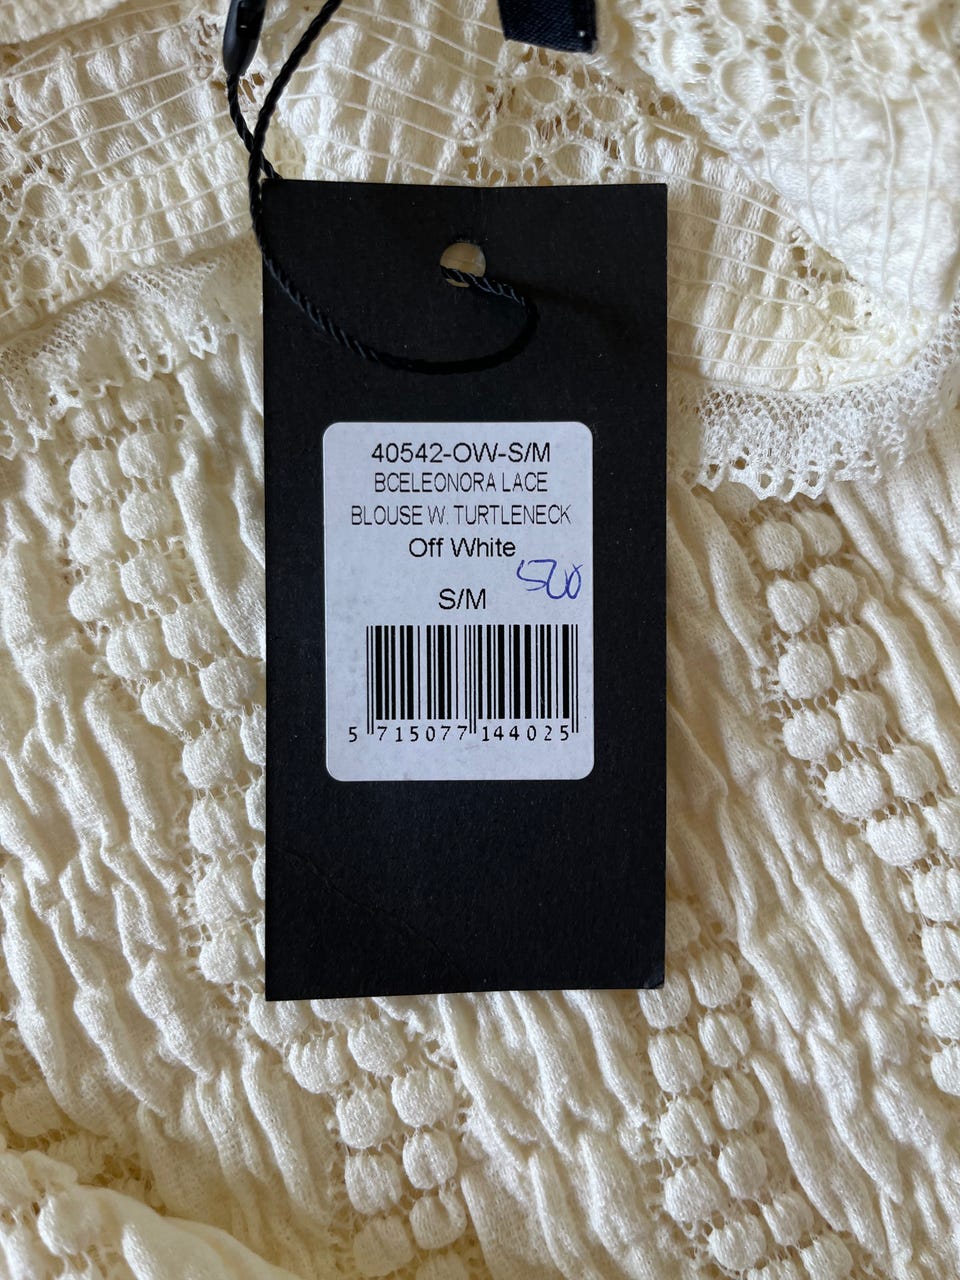 40542-OW-S/M
BCELEONORA LACE
BLOUSE W. TURTLENECK
Off White
500
S/M
5 715077 144025